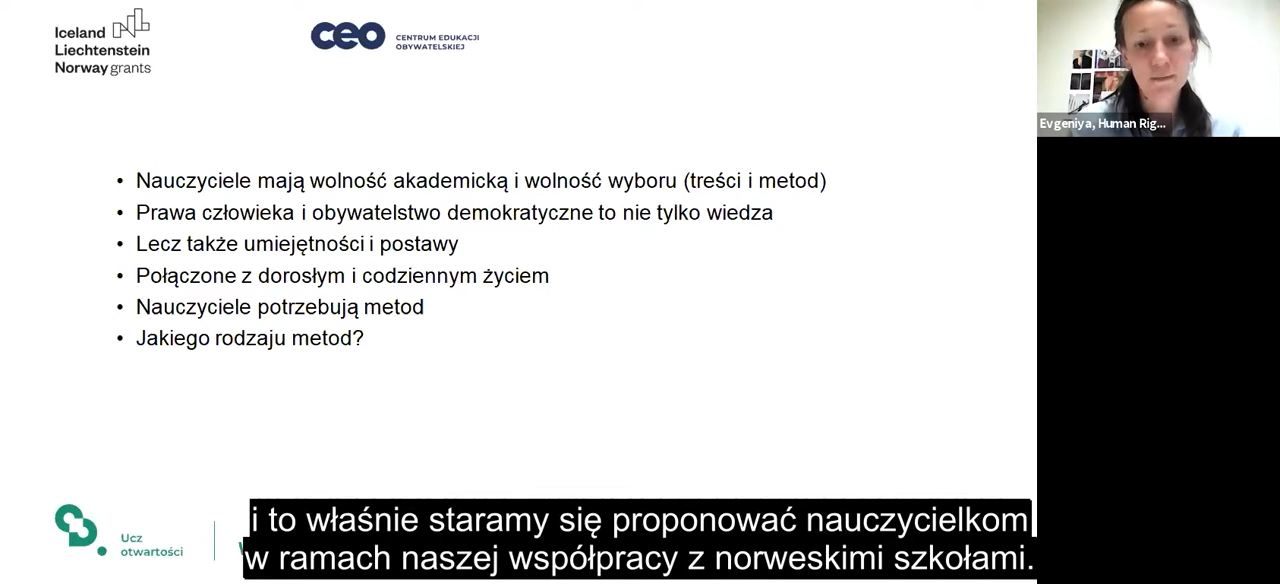 Iceland
Liechtenstein
Norway grants
ceo
CENTRUM EDUKACJI
OBYWATELSKIEJ
Evgeniya, Human Rig...
• Nauczyciele mają wolność akademicką i wolność wyboru (treści i metod)
• Prawa człowieka i obywatelstwo demokratyczne to nie tylko wiedza
• Lecz także umiejętności i postawy
• Połączone z dorosłym i codziennym życiem
• Nauczyciele potrzebują metod
• Jakiego rodzaju metod?
Ucz
otwartości
i to właśnie staramy się proponować nauczycielkom
w ramach naszej współpracy z norweskimi szkołami.